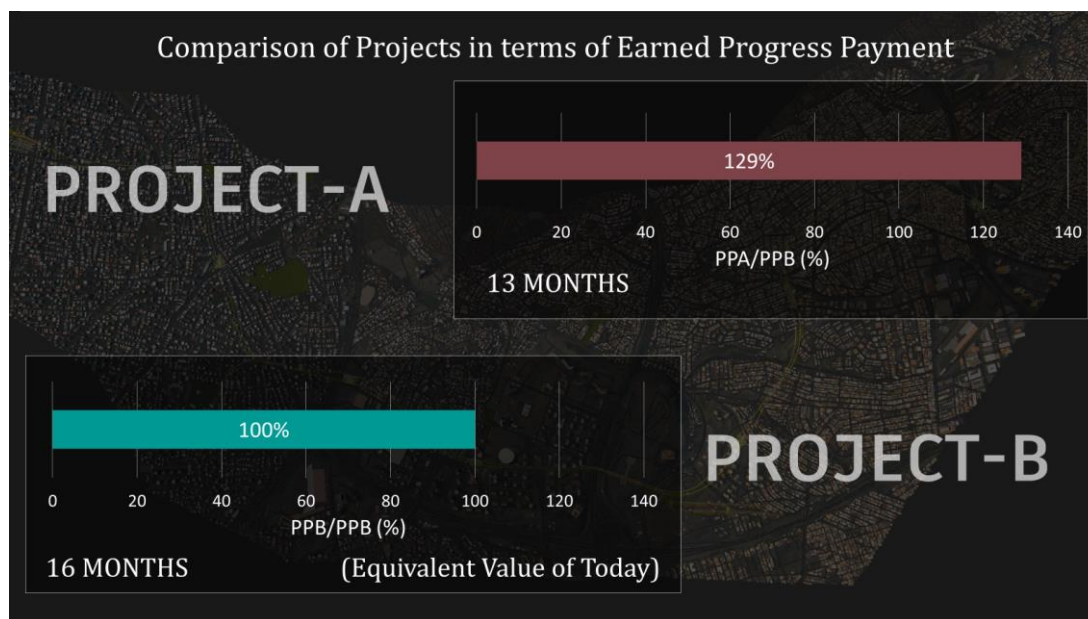 Comparison of Projects in terms of Earned Progress Payment
PROJECT-A
129%
0 20 40 60 80 100 120 140
PPA/PPB (%)
13 MONTHS
100%
0 20 40 60 80 100 120 140
PPB/PPB (%)
16 MONTHS (Equivalent Value of Today)
PROJECT-B